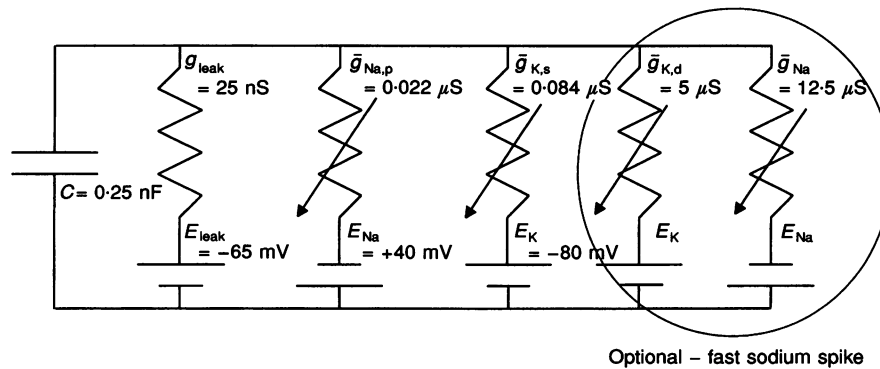 g_leak
= 25 nS
ḡ_Na,p
= 0·022 μS
ḡ_K,s
= 0·084 μS
ḡ_K,d
= 5 μS
ḡ_Na
= 12·5 μS
C = 0·25 nF
E_leak
= −65 mV
E_Na
= +40 mV
E_K
= −80 mV
E_K
E_Na
Optional – fast sodium spike